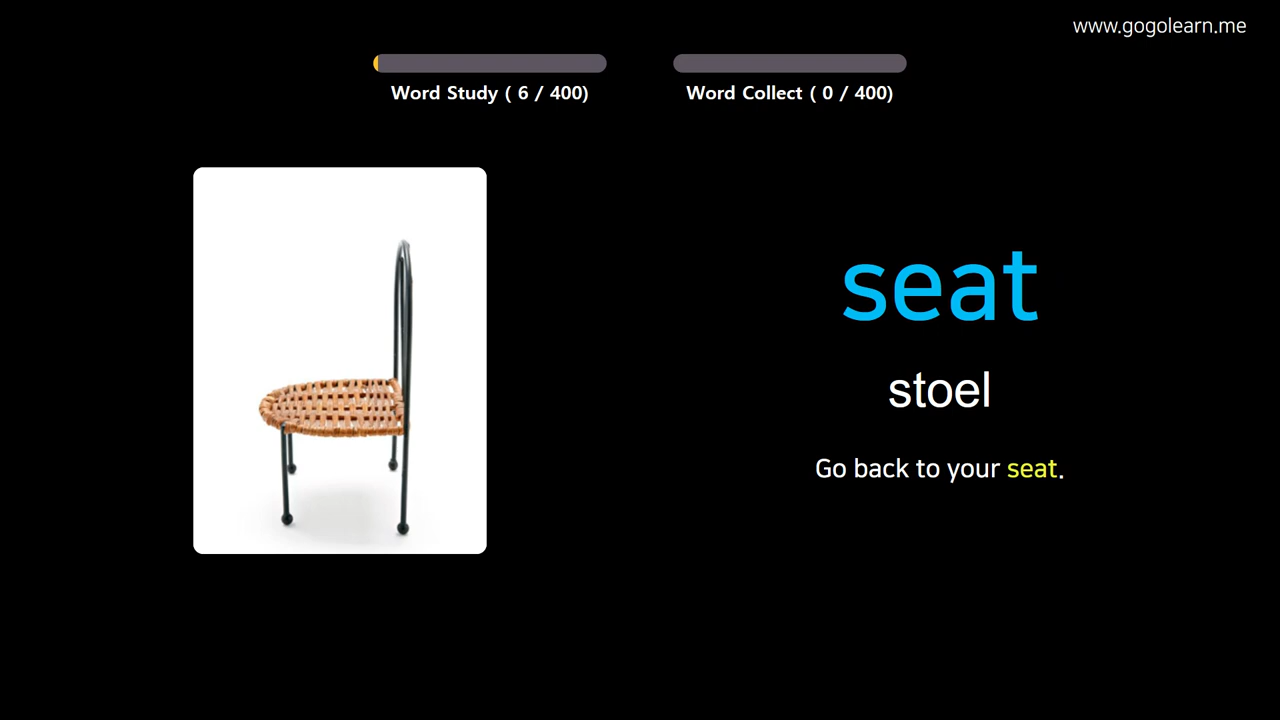 www.gogolearn.me
Word Study ( 6 / 400)
Word Collect ( 0 / 400)
seat
stoel
Go back to your seat.